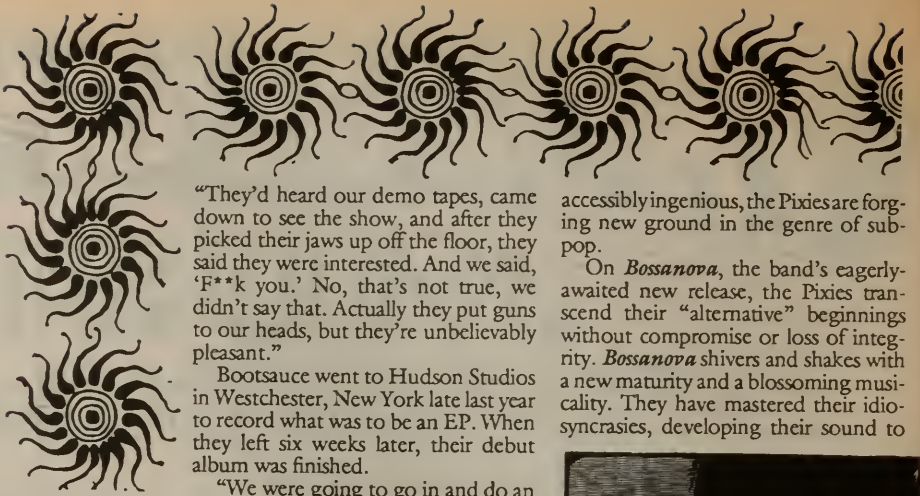 "They'd heard our demo tapes, came
down to see the show, and after they
picked their jaws up off the floor, they
said they were interested. And we said,
'F**k you.' No, that's not true, we
didn't say that. Actually they put guns
to our heads, but they're unbelievably
pleasant."
Bootsauce went to Hudson Studios
in Westchester, New York late last year
to record what was to be an EP. When
they left six weeks later, their debut
album was finished.
"We were going to go in and do an
accessibly ingenious, the Pixies are forg-
ing new ground in the genre of sub-
pop.
On Bossanova, the band's eagerly-
awaited new release, the Pixies tran-
scend their "alternative" beginnings
without compromise or loss of integ-
rity. Bossanova shivers and shakes with
a new maturity and a blossoming musi-
cality. They have mastered their idio-
syncrasies, developing their sound to